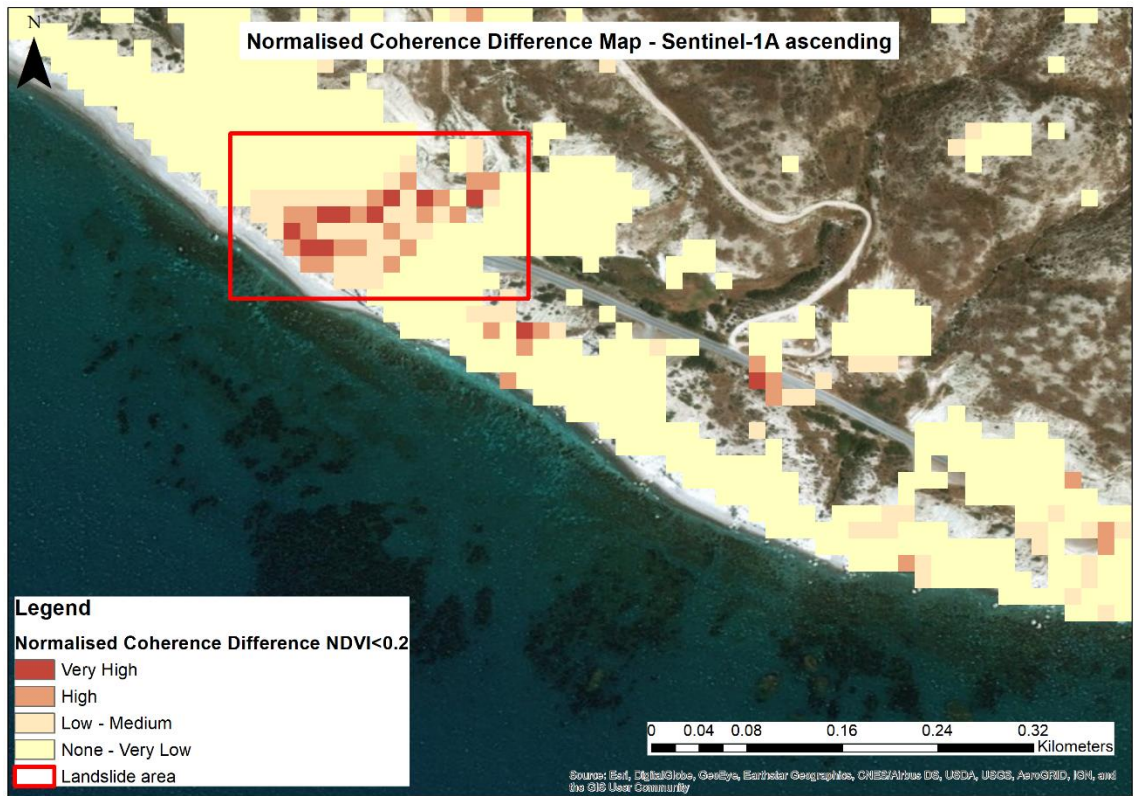 N
Normalised Coherence Difference Map - Sentinel-1A ascending
Legend
Normalised Coherence Difference NDVI<0.2
Very High
High
Low - Medium
None - Very Low
Landslide area
0 0.04 0.08 0.16 0.24 0.32
Kilometers
Source: Esri, DigitalGlobe, GeoEye, Earthstar Geographics, CNES/Airbus DS, USDA, USGS, AeroGRID, IGN, and
the GIS User Community